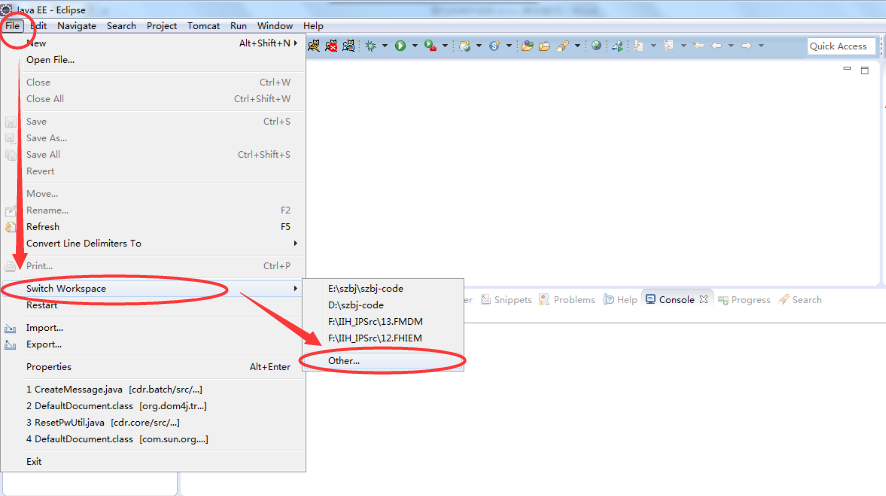 Java EE - Eclipse
File Edit Navigate Search Project Tomcat Run Window Help
New Alt+Shift+N
Open File...
Quick Access
Close Ctrl+W
Close All Ctrl+Shift+W
Save Ctrl+S
Save As...
Save All Ctrl+Shift+S
Revert
Move...
Rename... F2
Refresh F5
Convert Line Delimiters To
Print... Ctrl+P
Switch Workspace
E:\szbj\szbj-code
Restart
D:\szbj-code
Snippets Problems Help Console Progress Search
Import...
F:\IIH_IPSrc\13.FMDM
Export...
F:\IIH_IPSrc\12.FHIEM
Other...
Properties Alt+Enter
1 CreateMessage.java [cdr.batch/src/...]
2 DefaultDocument.class [org.dom4j.tr...]
3 ResetPwUtil.java [cdr.core/src/...]
4 DefaultDocument.class [com.sun.org....]
Exit